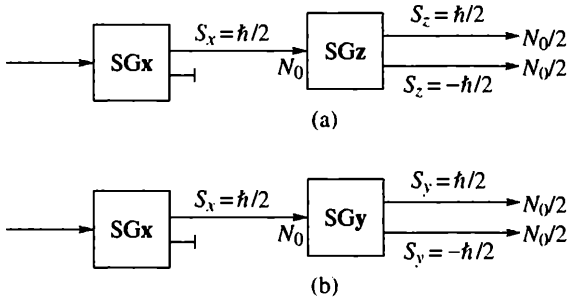 S_x = ħ/2
S_z = ħ/2
SGx
N_0
SGz
N_0/2
N_0/2
S_z = −ħ/2
(a)
S_x = ħ/2
S_y = ħ/2
SGx
N_0
SGy
N_0/2
N_0/2
S_y = −ħ/2
(b)